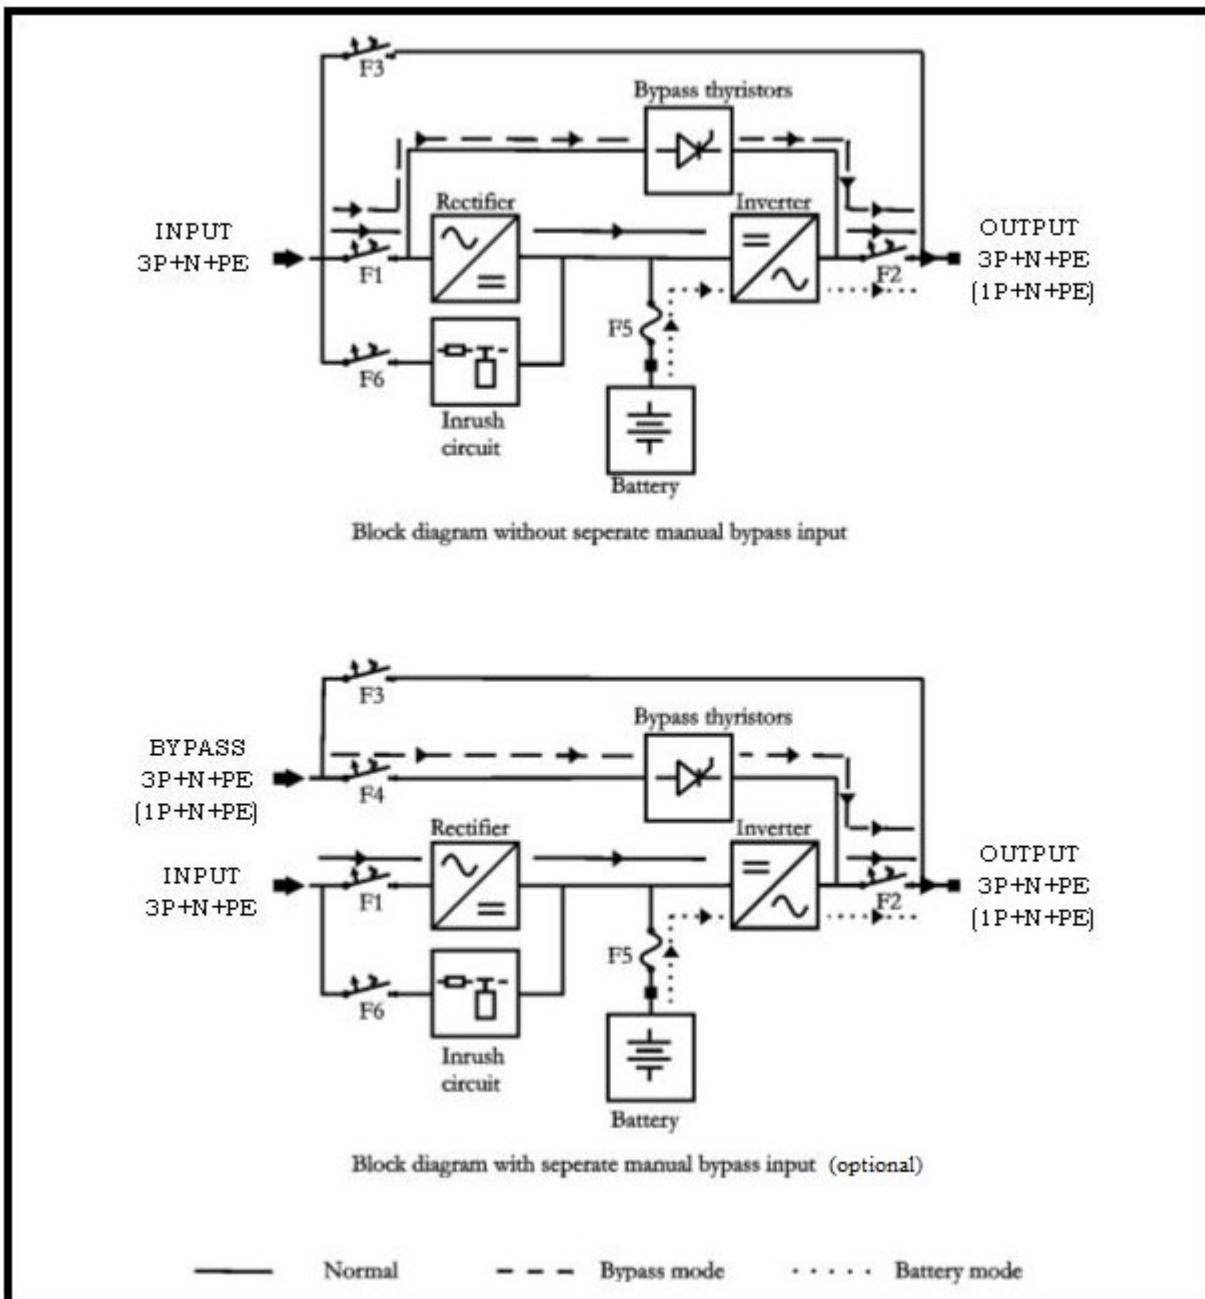 F3
Bypass thyristors
Rectifier
Inverter
INPUT
3P+N+PE
F1
F2
OUTPUT
3P+N+PE
(1P+N+PE)
F5
F6
Inrush
circuit
Battery
Block diagram without seperate manual bypass input
F3
Bypass thyristors
BYPASS
3P+N+PE
(1P+N+PE)
F4
Rectifier
Inverter
INPUT
3P+N+PE
F1
F2
OUTPUT
3P+N+PE
(1P+N+PE)
F5
F6
Inrush
circuit
Battery
Block diagram with seperate manual bypass input (optional)
Normal
Bypass mode
Battery mode